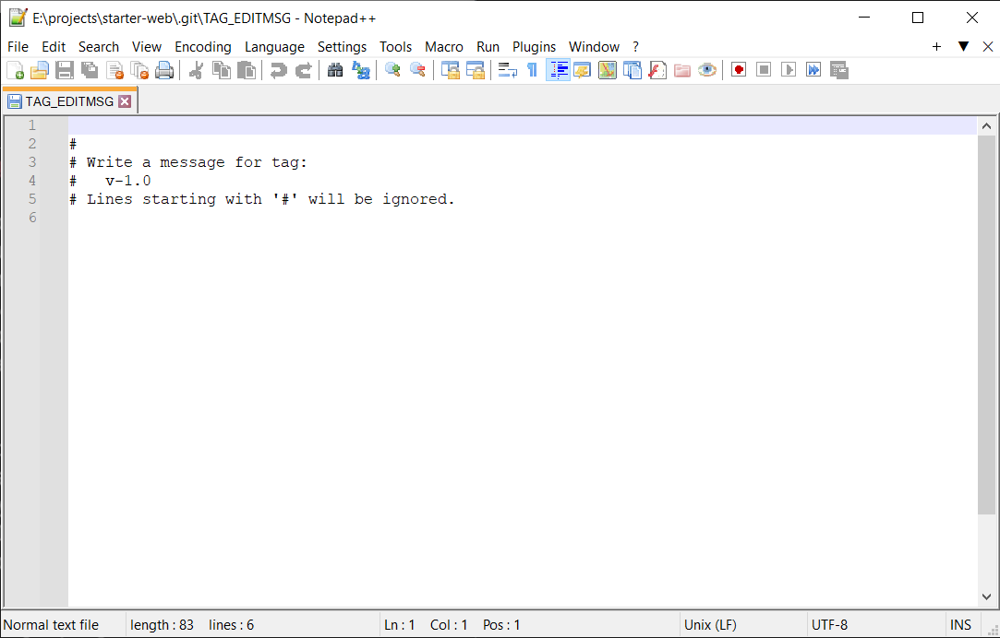 E:\projects\starter-web\.git\TAG_EDITMSG - Notepad++
File Edit Search View Encoding Language Settings Tools Macro Run Plugins Window ? + ▼ X
TAG_EDITMSG
1
2 #
3 # Write a message for tag:
4 #   v-1.0
5 # Lines starting with '#' will be ignored.
6
Normal text file length : 83 lines : 6 Ln : 1 Col : 1 Pos : 1 Unix (LF) UTF-8 INS